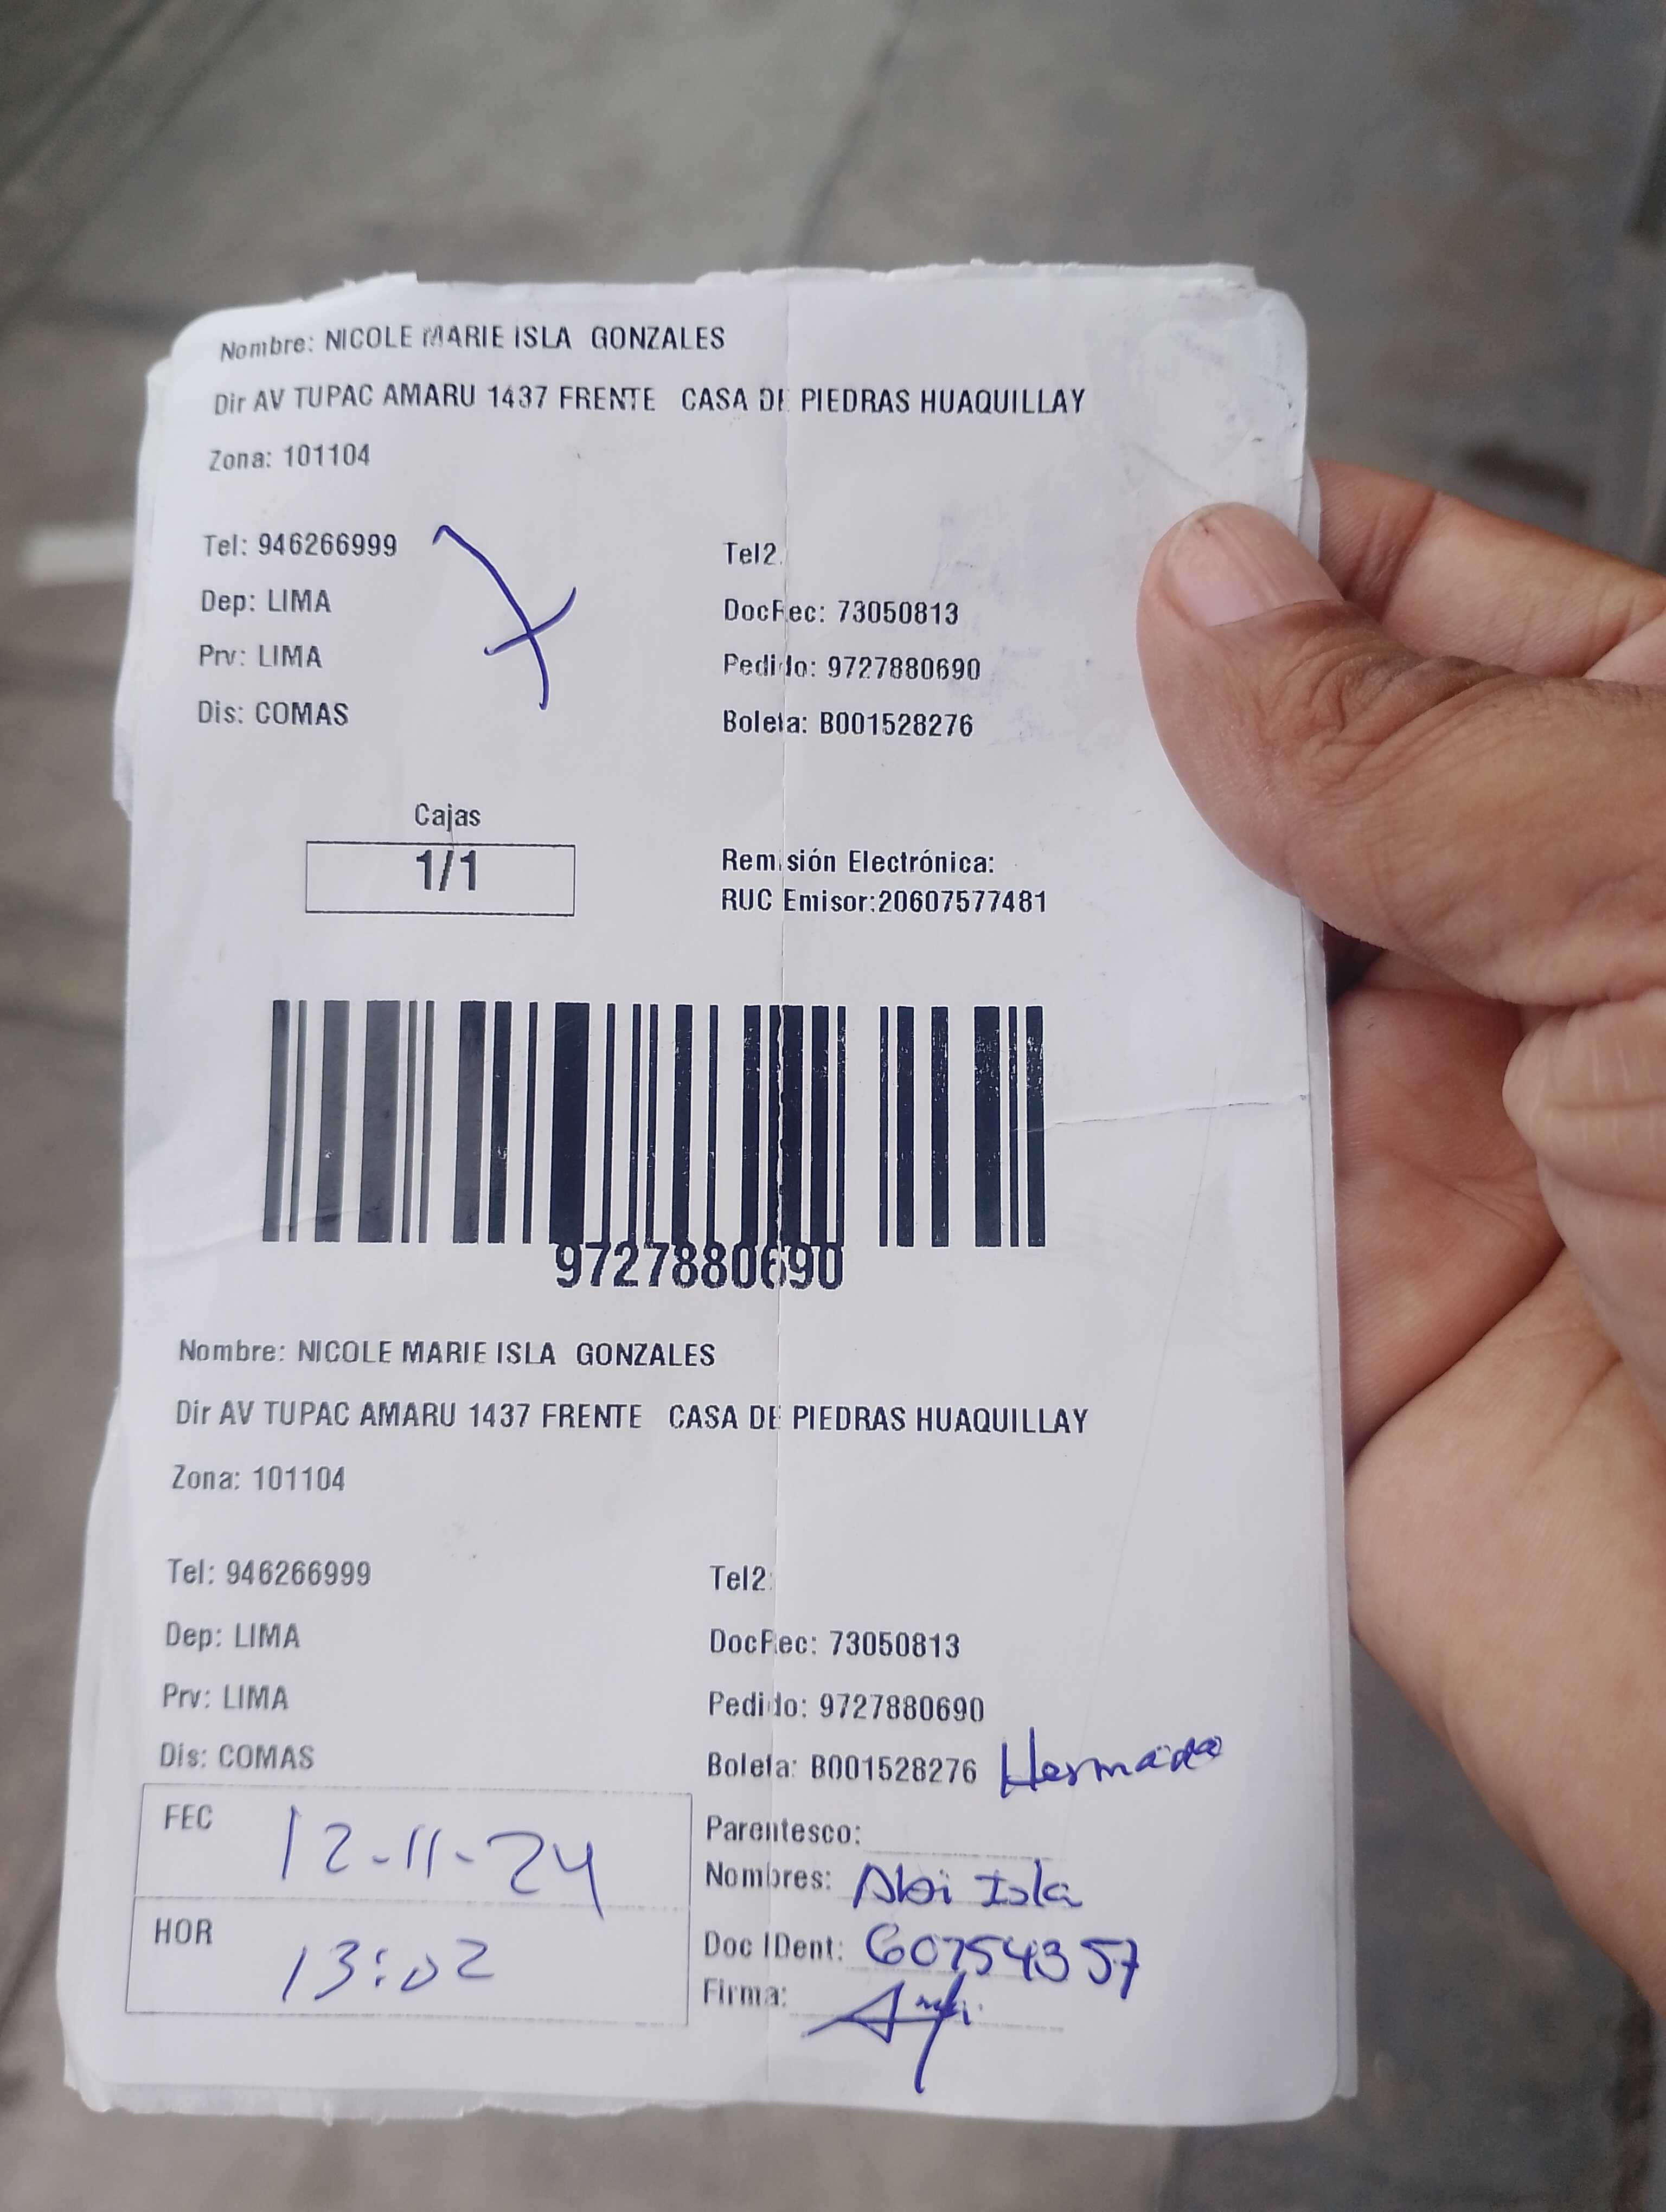 Nombre: NICOLE MARIE ISLA GONZALES
Dir AV TUPAC AMARU 1437 FRENTE CASA DE PIEDRAS HUAQUILLAY
Zona: 101104
Tel: 946266999
Tel2:
Dep: LIMA
DocRec: 73050813
Prv: LIMA
Pedido: 9727880690
Dis: COMAS
Boleta: B001528276
Cajas
1/1
Remisión Electrónica:
RUC Emisor:20607577481
9727880690
Nombre: NICOLE MARIE ISLA GONZALES
Dir AV TUPAC AMARU 1437 FRENTE CASA DE PIEDRAS HUAQUILLAY
Zona: 101104
Tel: 946266999
Tel2:
Dep: LIMA
DocRec: 73050813
Prv: LIMA
Pedido: 9727880690
Dis: COMAS
Boleta: B001528276
FEC 12-11-24
Parentesco:
Nombres: Abi Isla
HOR 13:02
Doc IDent: 60754357
Firma: